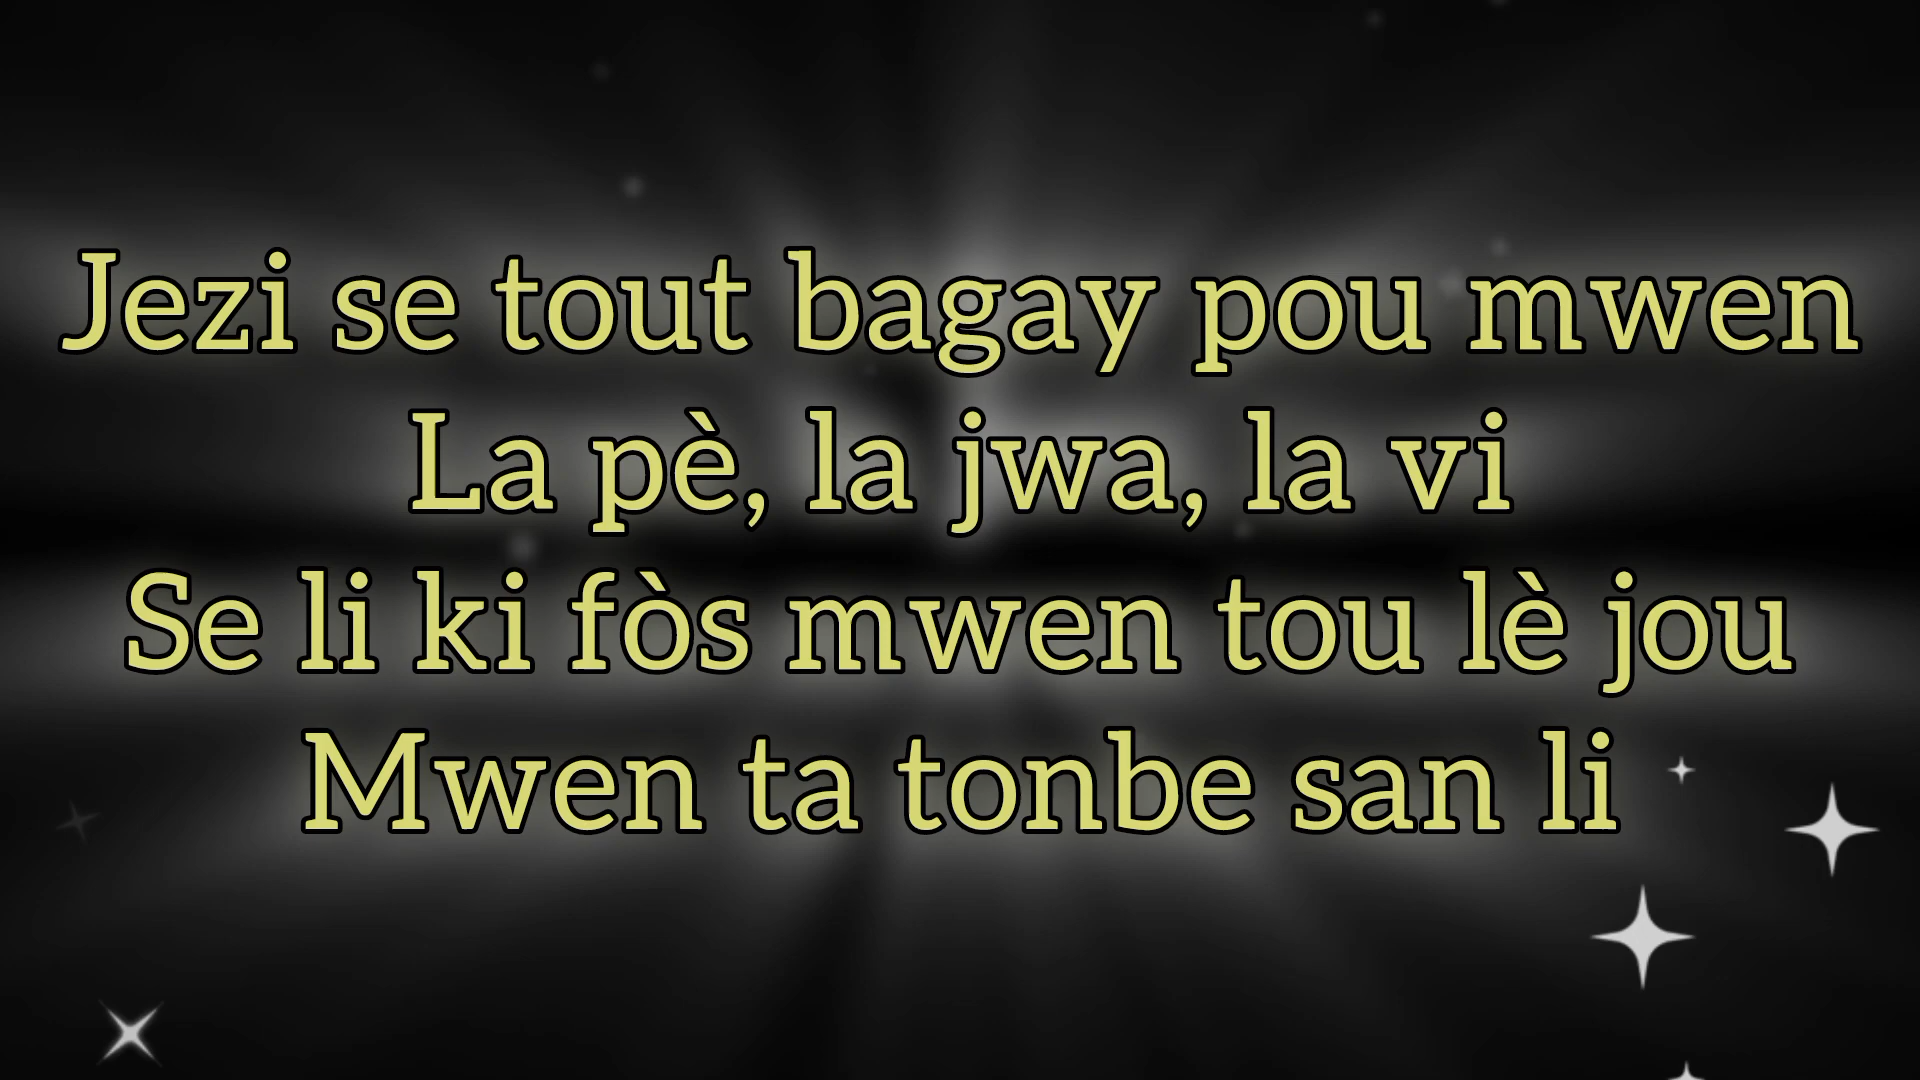 Jezi se tout bagay pou mwen
La pè, la jwa, la vi
Se li ki fòs mwen tou lè jou
Mwen ta tonbe san li